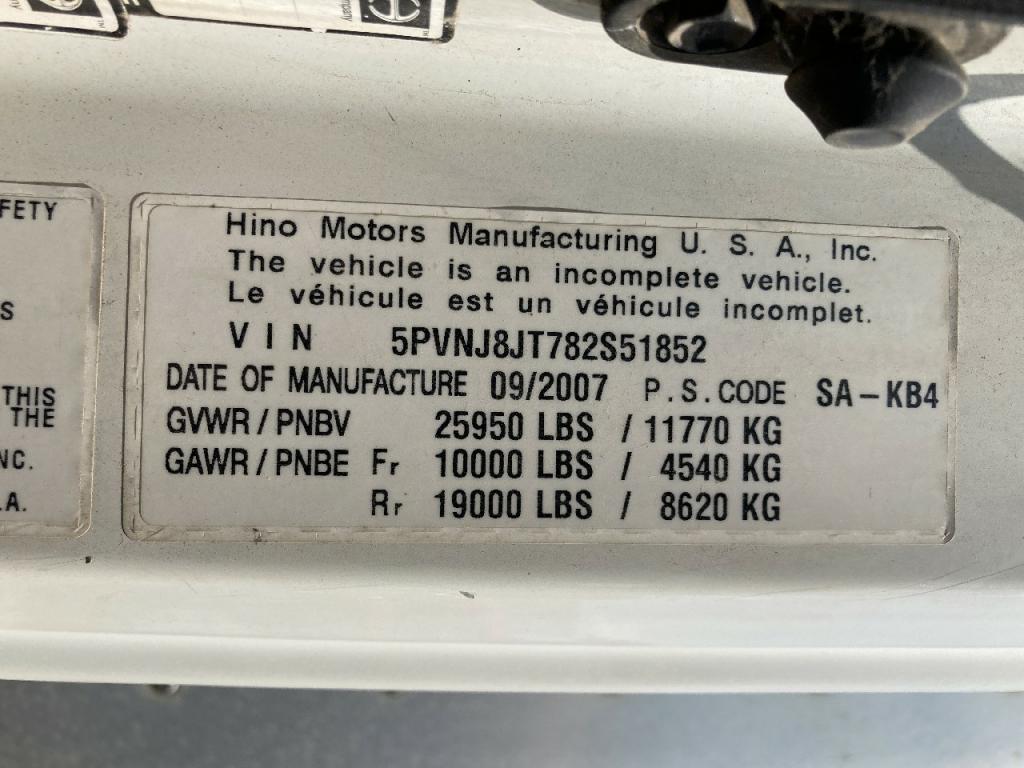 Hino Motors Manufacturing U. S. A., Inc.
The vehicle is an incomplete vehicle.
Le véhicule est un véhicule incomplet.
VIN 5PVNJ8JT782S51852
DATE OF MANUFACTURE 09/2007 P.S.CODE SA-KB4
GVWR/PNBV 25950 LBS / 11770 KG
GAWR/PNBE Fr 10000 LBS / 4540 KG
Rr 19000 LBS / 8620 KG
FETY
S
THIS
THE
NC.
.A.